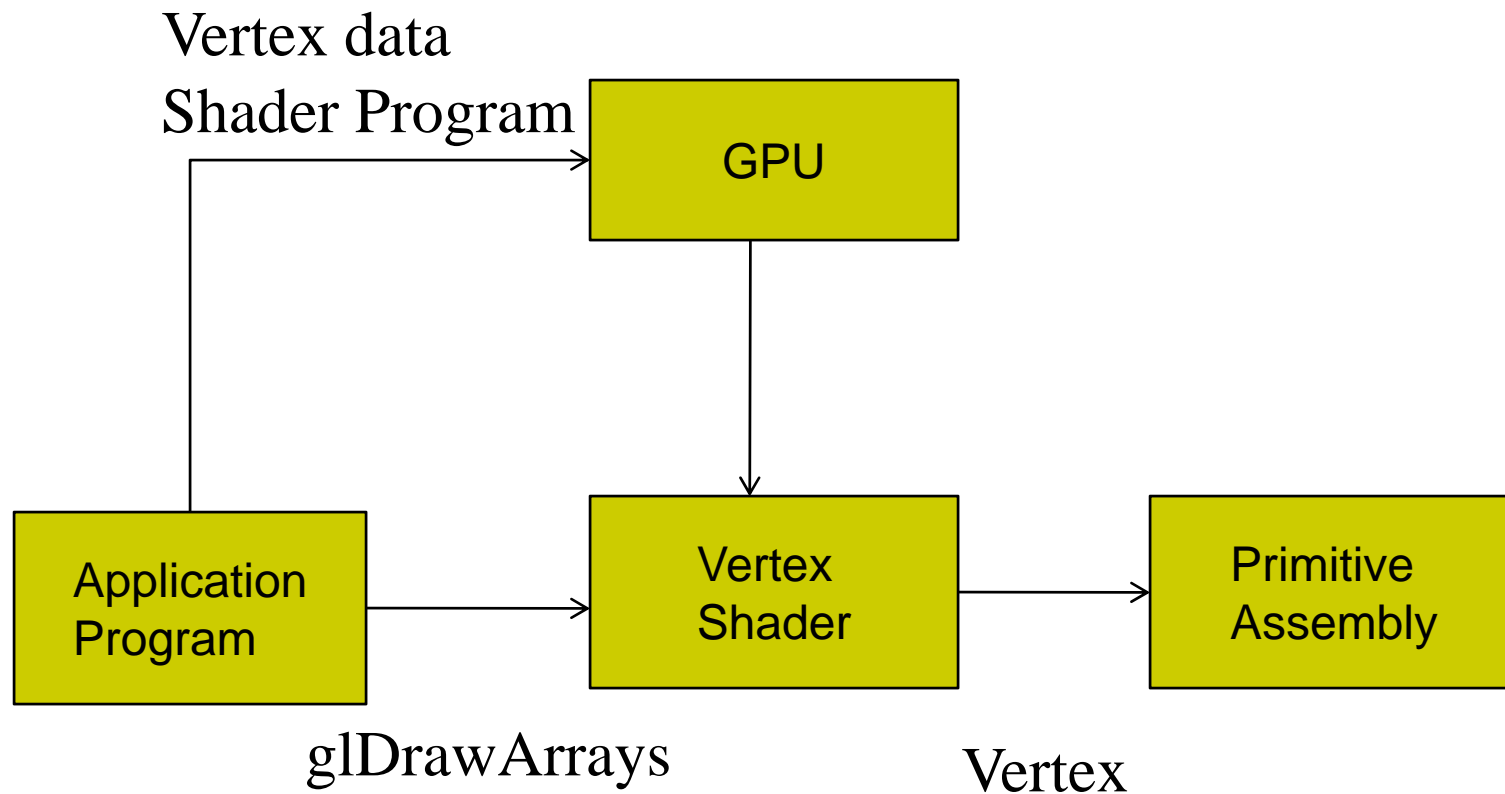 Vertex data
Shader Program
GPU
Application
Program
Vertex
Shader
Primitive
Assembly
glDrawArrays
Vertex